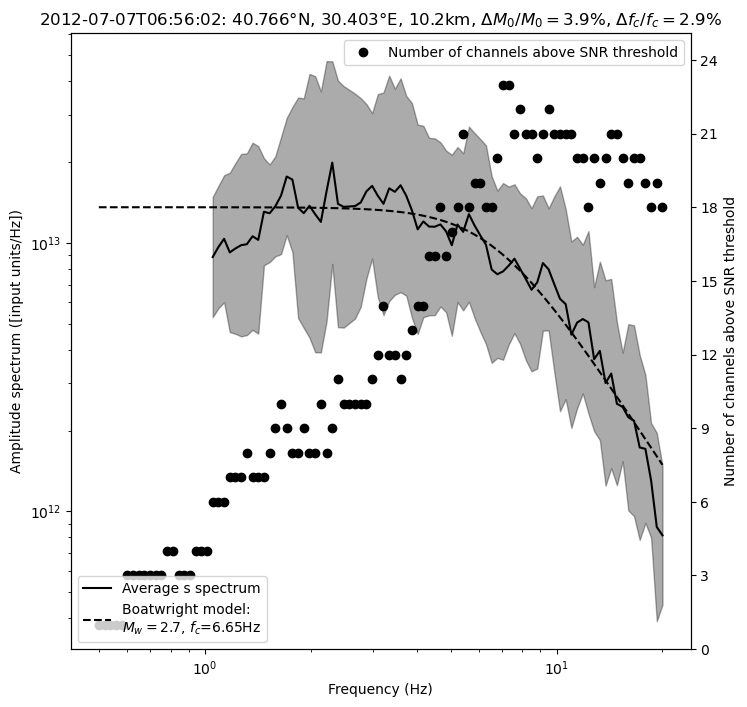 2012-07-07T06:56:02: 40.766°N, 30.403°E, 10.2km, ΔM₀/M₀ = 3.9%, Δf_c/f_c = 2.9%
Number of channels above SNR threshold
Amplitude spectrum ([input units/Hz])
10¹³
10¹²
24
21
18
15
12
9
6
3
0
Number of channels above SNR threshold
Average s spectrum
Boatwright model:
M_w = 2.7, f_c=6.65Hz
10⁰
10¹
Frequency (Hz)